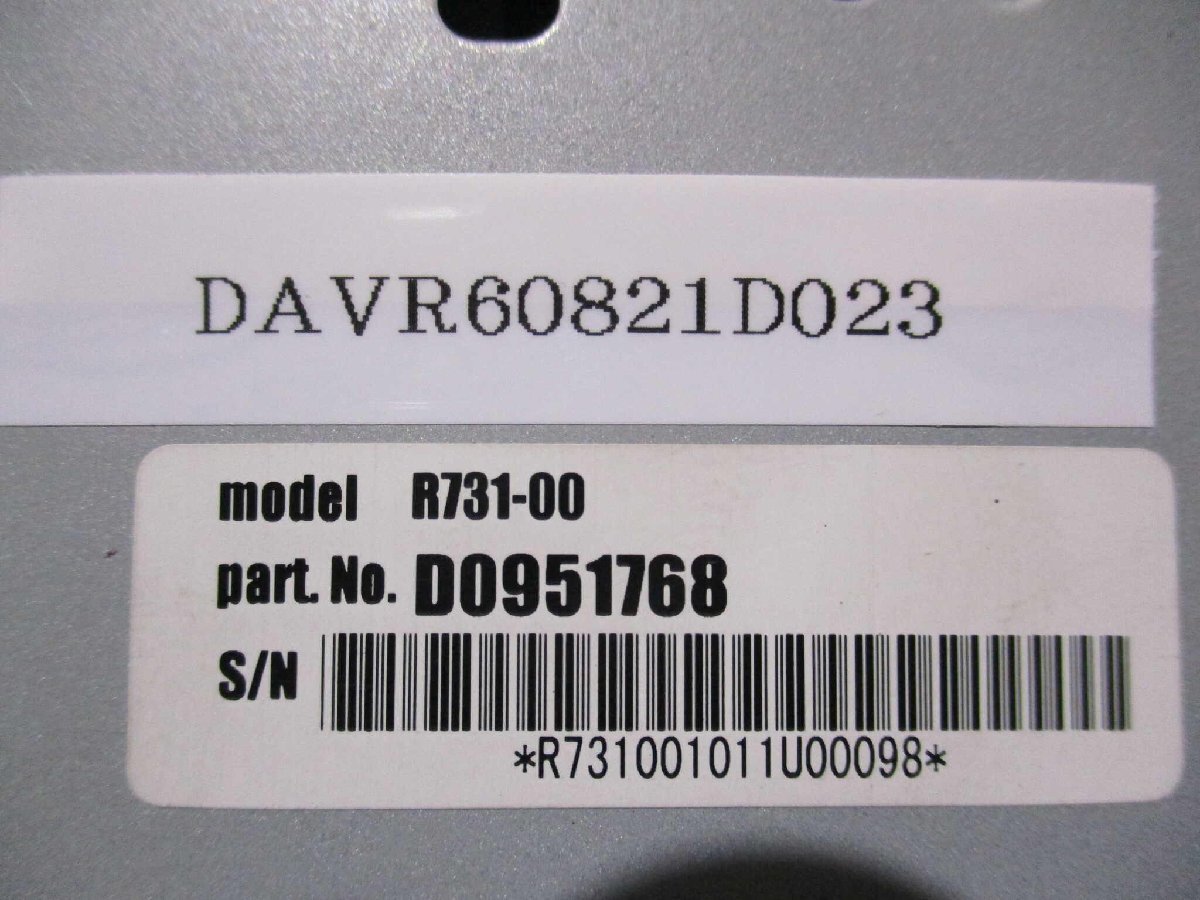 DAVR60821D023
model R731-00
part. No. D0951768
S/N
*R731001011U00098*